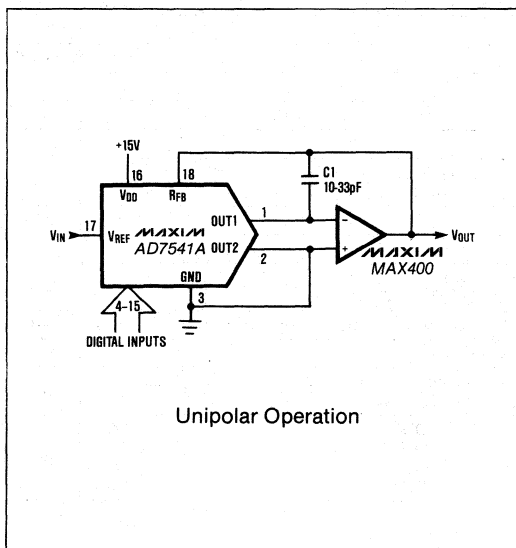 +15V
16
18
VDD
RFB
C1
10-33pF
OUT1
1
VIN
17
VREF
MAXIM
AD7541A
OUT2
2
−
+
VOUT
MAXIM
MAX400
GND
3
4-15
DIGITAL INPUTS
Unipolar Operation